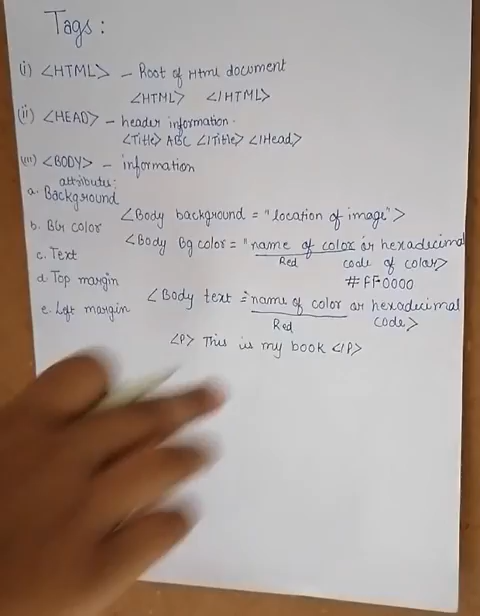 Tags :
(i) <HTML> - Root of Html document
<HTML> </HTML>
(ii) <HEAD> - header information.
<Title> ABC </Title> </Head>
(iii) <BODY> - information
attributes:
a. Background
<Body background = "location of image">
b. BG color
<Body Bg color = "name of color or hexadecimal
Red code of color>
c. Text
#FF0000
d. Top margin
<Body text = name of color or hexadecimal
e. Left margin
Red code>
<P> This is my book </P>